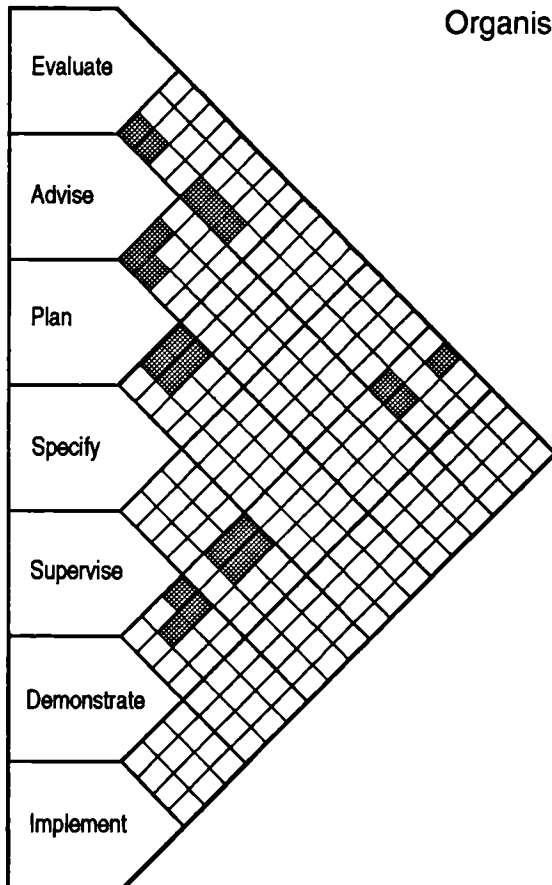 Organis
Evaluate
Advise
Plan
Specify
Supervise
Demonstrate
Implement